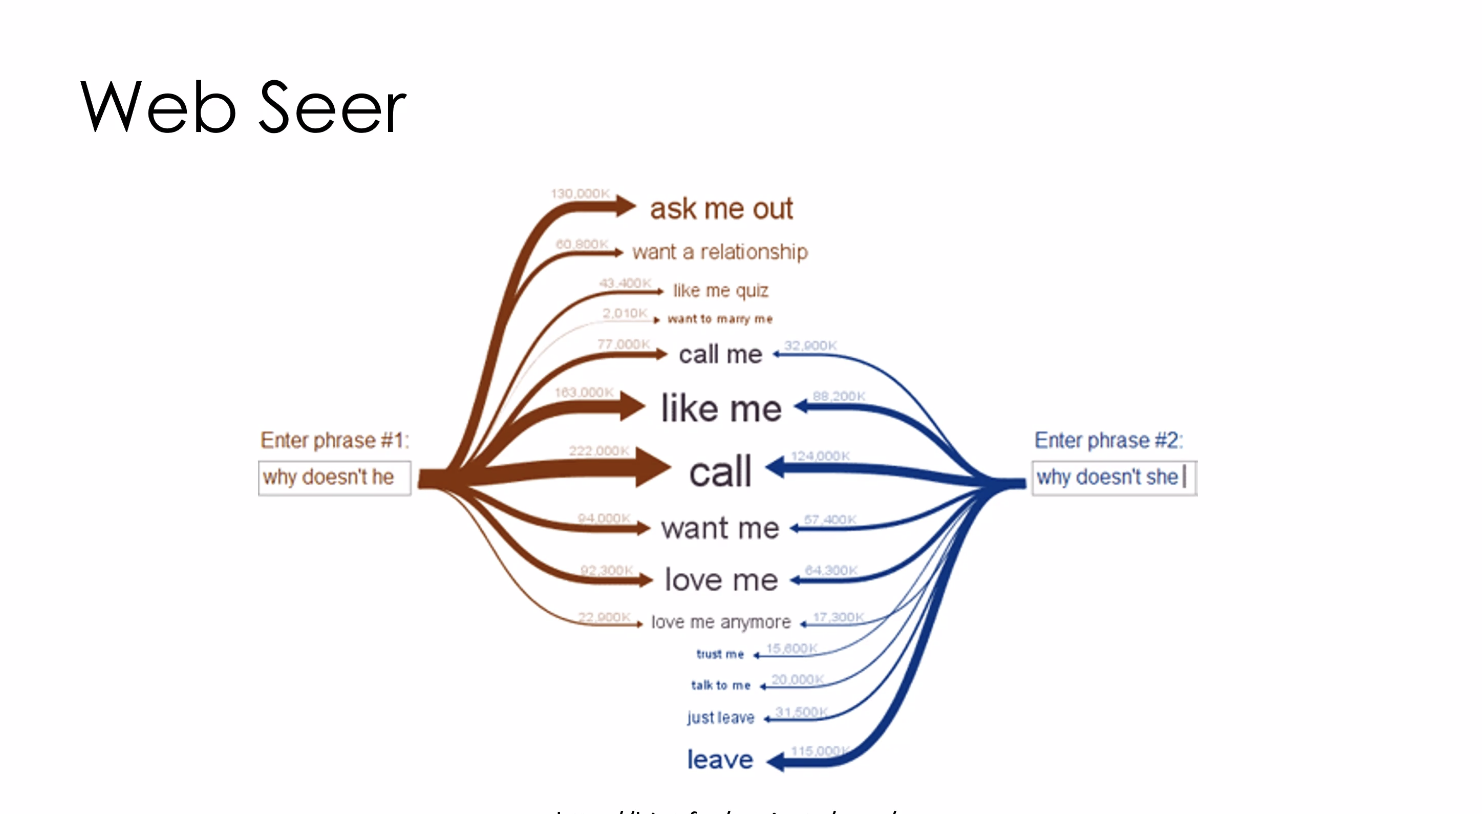 Web Seer
130,000K
ask me out
60,800K
want a relationship
43,400K
like me quiz
2,010K
want to marry me
77,000K
call me
32,900K
163,000K
like me
88,200K
Enter phrase #1:
why doesn't he
222,000K
call
124,000K
Enter phrase #2:
why doesn't she
94,000K
want me
57,400K
92,300K
love me
64,300K
22,900K
love me anymore
17,300K
trust me
15,600K
talk to me
20,000K
just leave
31,500K
leave
115,000K